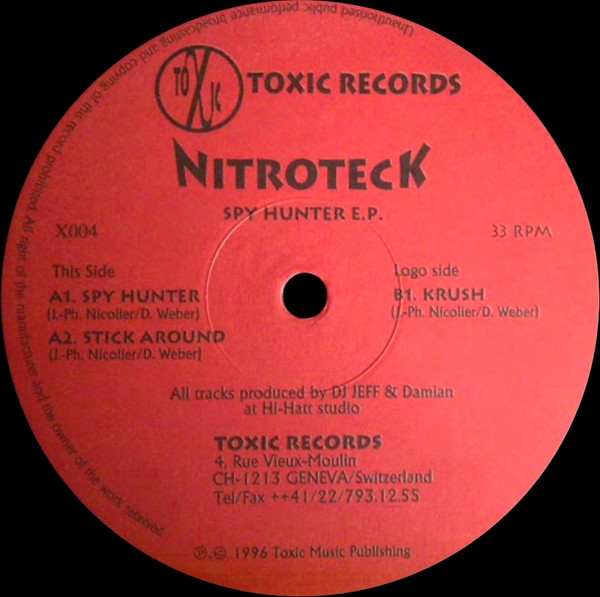 Unauthorised public performance broadcasting and copying of this record prohibited. All right of the manufacture and the owner of the work reserved
TOXIC
TOXIC RECORDS
NITROTECK
SPY HUNTER E.P.
X004
33 RPM
This Side
A1. SPY HUNTER
(J.-Ph. Nicolier/D. Weber)
A2. STICK AROUND
(J.-Ph. Nicolier/D. Weber)
Logo side
B1. KRUSH
(J.-Ph. Nicolier/D. Weber)
All tracks produced by DJ JEFF & Damian
at Hi-Hatt studio
TOXIC RECORDS
4, Rue Vieux-Moulin
CH-1213 GENEVA/Switzerland
Tel/Fax ++41/22/793.12.55
℗.© 1996 Toxic Music Publishing